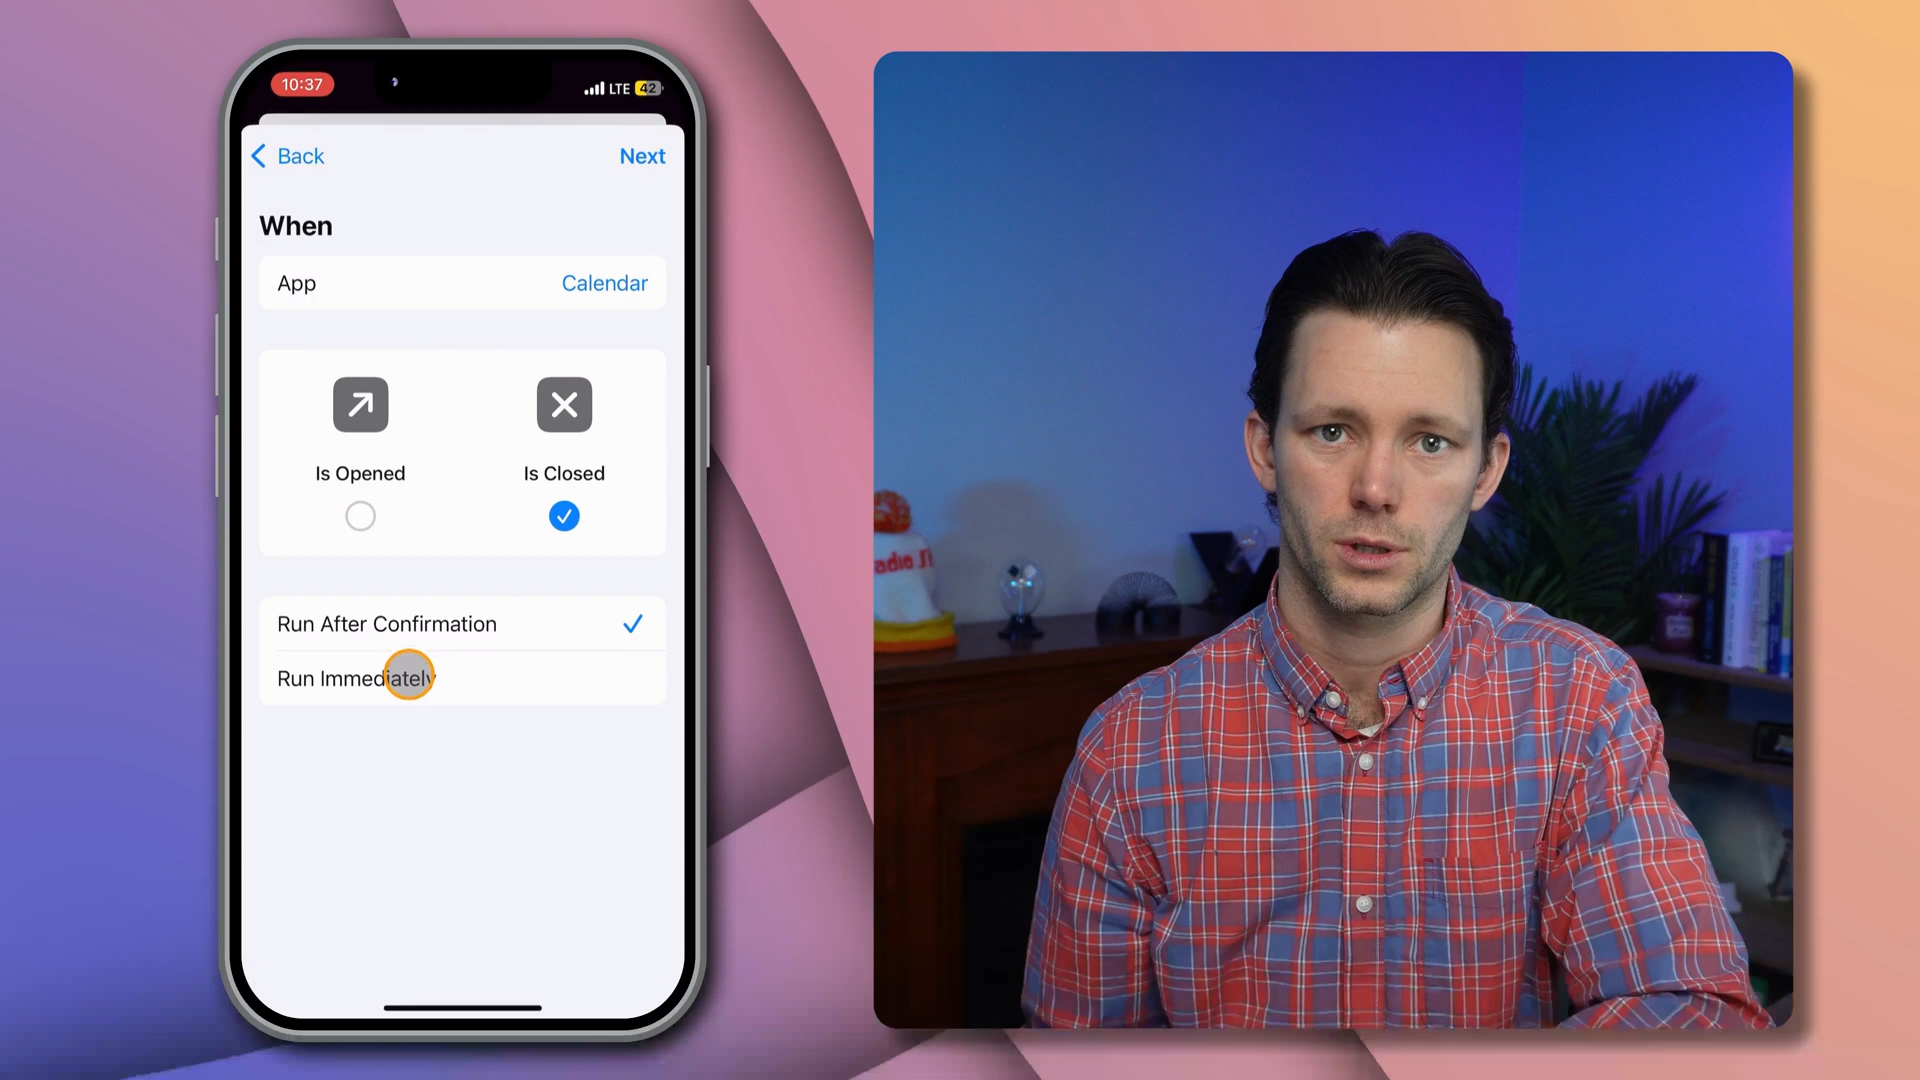 10:37
LTE 42
Back
Next
When
App
Calendar
Is Opened
Is Closed
Run After Confirmation
Run Immediately